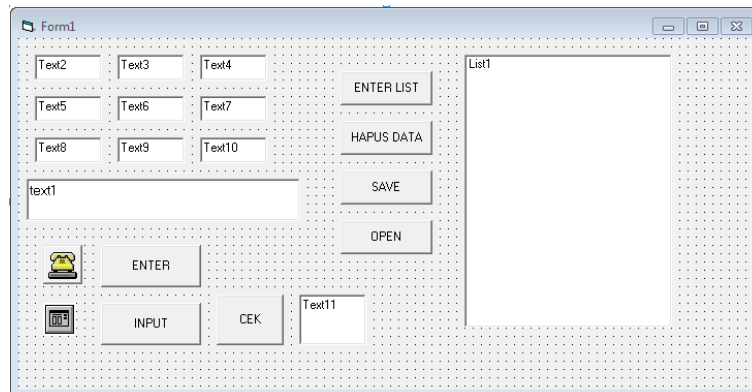 Form1
Text2 Text3 Text4
List1
ENTER LIST
Text5 Text6 Text7
HAPUS DATA
Text8 Text9 Text10
text1
SAVE
OPEN
ENTER
INPUT
CEK
Text11